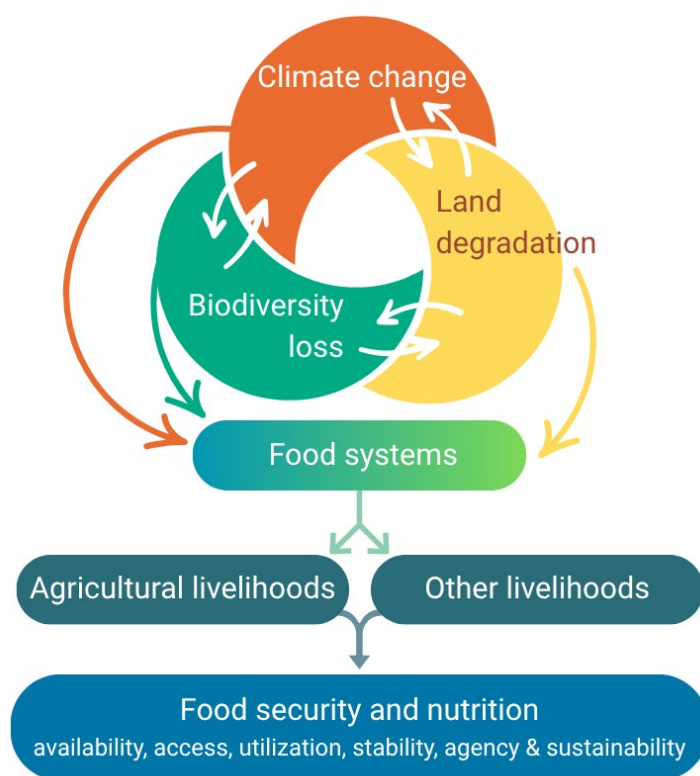 Climate change
Land
degradation
Biodiversity
loss
Food systems
Agricultural livelihoods
Other livelihoods
Food security and nutrition
availability, access, utilization, stability, agency & sustainability